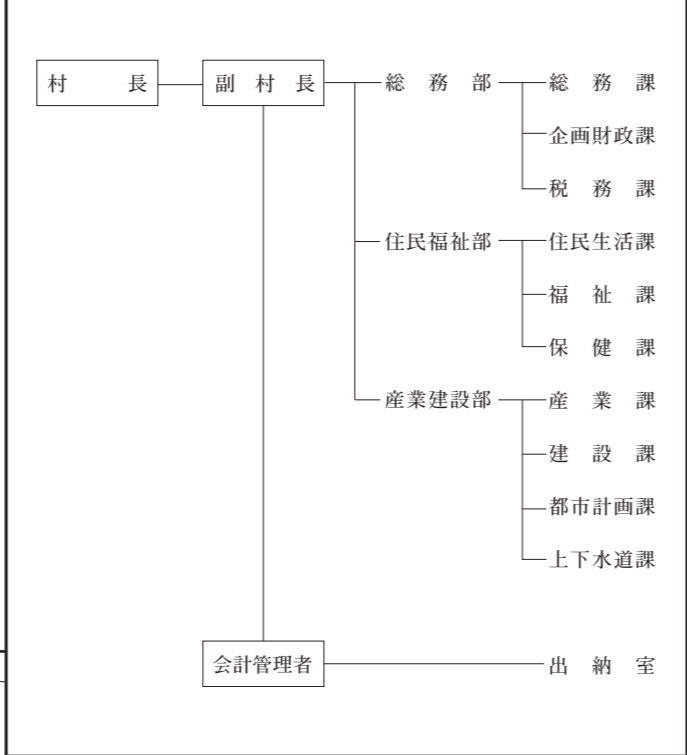 村長 副村長 総務部 総務課
企画財政課
税務課
住民福祉部 住民生活課
福祉課
保健課
産業建設部 産業課
建設課
都市計画課
上下水道課
会計管理者 出納室